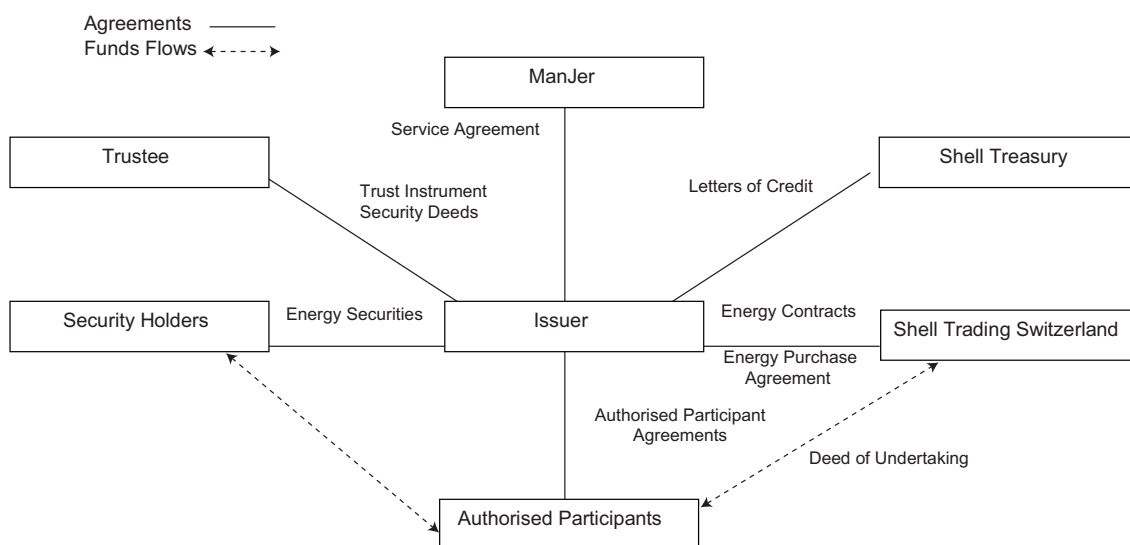 Agreements
Funds Flows
ManJer
Service Agreement
Trustee
Shell Treasury
Trust Instrument
Security Deeds
Letters of Credit
Security Holders
Energy Securities
Issuer
Energy Contracts
Shell Trading Switzerland
Energy Purchase
Agreement
Authorised Participant
Agreements
Deed of Undertaking
Authorised Participants